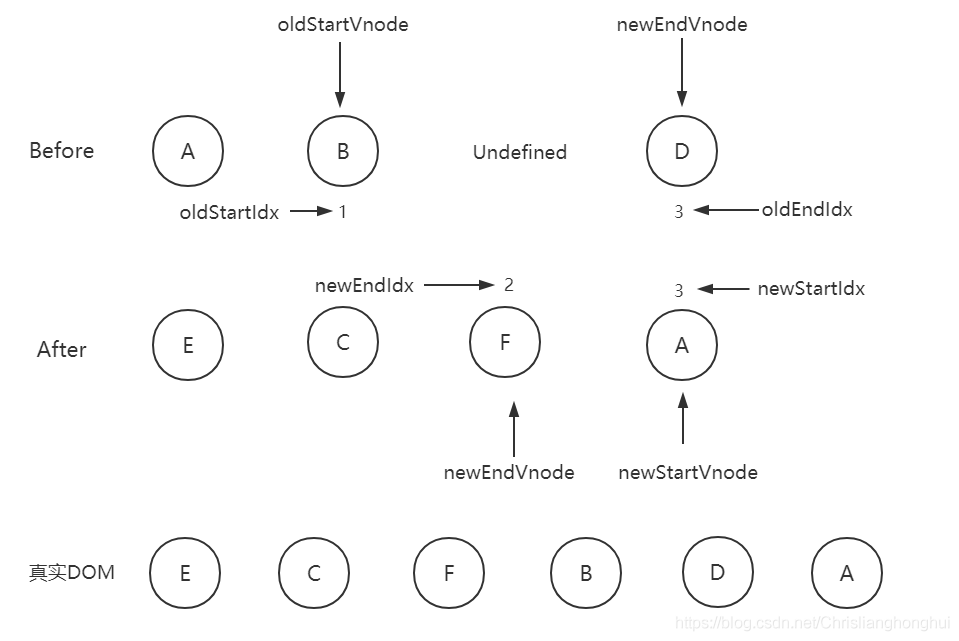 oldStartVnode newEndVnode
Before A B Undefined D
oldStartIdx 1 3 oldEndIdx
newEndIdx 2 3 newStartIdx
After E C F A
newEndVnode newStartVnode
真实DOM E C F B D A
https://blog.csdn.net/Chrislianghonghui